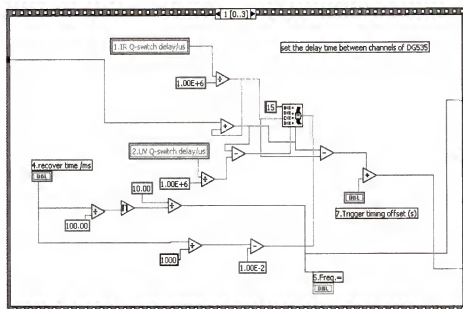 1 [0..3]
1.IR Q-switch delay/us
set the delay time between channels of DG535
1.00E+6
15
2.UV Q-switch delay/us
4.recover time /ms
DBL
10.00
1.00E+6
DBL
7.Trigger timing offset (s)
100.00
1000
1.00E-2
5.Freq.=
DBL